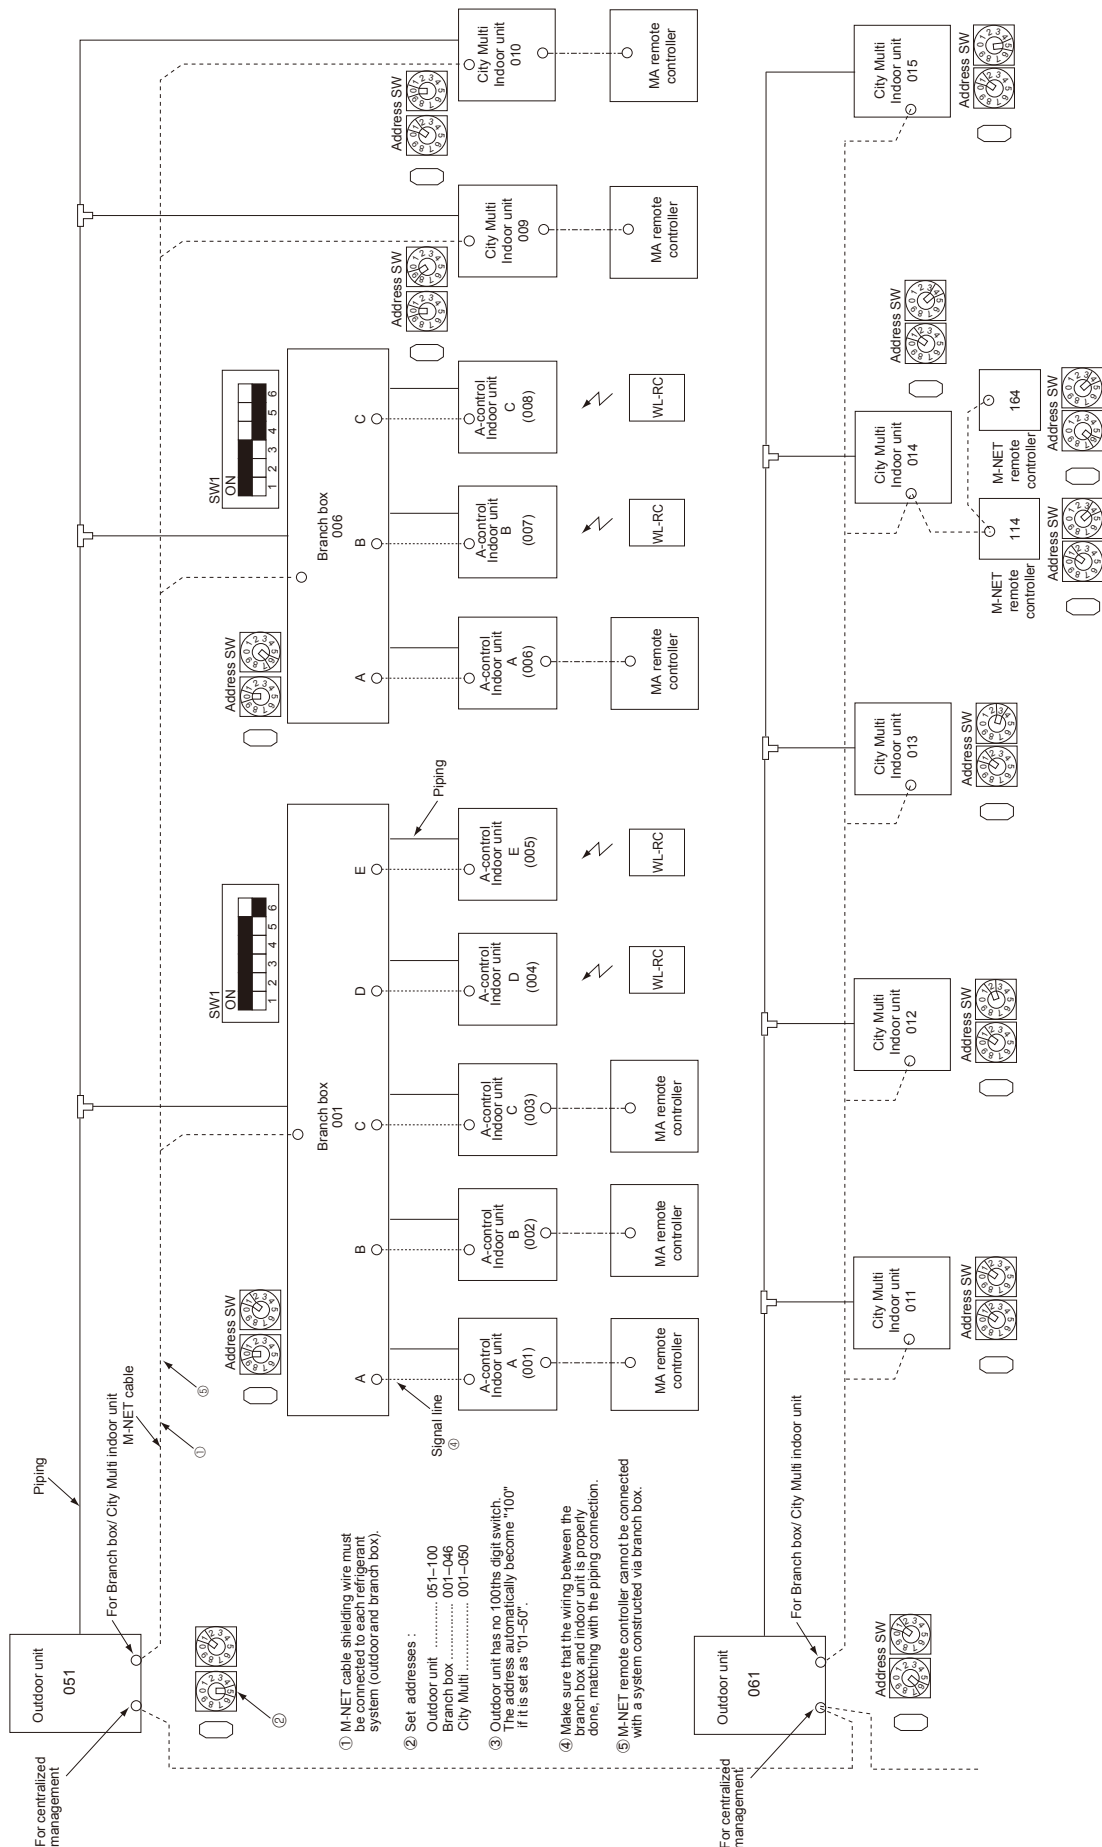 For centralized
management
Outdoor unit
051
For Branch box/ City Multi indoor unit
M-NET cable
Piping
①
⑤
②
① M-NET cable shielding wire must
be connected to each refrigerant
system (outdoor and branch box).
② Set addresses :
Outdoor unit .......... 051–100
Branch box............. 001–046
City Multi................ 001–050
③ Outdoor unit has no 100ths digit switch.
The address automatically become "100"
if it is set as "01–50".
④ Make sure that the wiring between the
branch box and indoor unit is properly
done, matching with the piping connection.
⑤ M-NET remote controller cannot be connected
with a system constructed via branch box.
Address SW
Branch box
001
SW1
ON
1 2 3 4 5 6
A
B
C
D
E
Signal line
④
Piping
A-control
Indoor unit
A
(001)
A-control
Indoor unit
B
(002)
A-control
Indoor unit
C
(003)
A-control
Indoor unit
D
(004)
A-control
Indoor unit
E
(005)
MA remote
controller
MA remote
controller
MA remote
controller
WL-RC
WL-RC
Address SW
Branch box
006
SW1
ON
1 2 3 4 5 6
A
B
C
A-control
Indoor unit
A
(006)
A-control
Indoor unit
B
(007)
A-control
Indoor unit
C
(008)
MA remote
controller
WL-RC
WL-RC
Address SW
City Multi
Indoor unit
009
MA remote
controller
Address SW
City Multi
Indoor unit
010
MA remote
controller
For centralized
management
Outdoor unit
061
For Branch box/ City Multi indoor unit
Address SW
City Multi
Indoor unit
011
Address SW
City Multi
Indoor unit
012
Address SW
City Multi
Indoor unit
013
Address SW
City Multi
Indoor unit
014
Address SW
114
M-NET
remote
controller
Address SW
164
M-NET
remote
controller
Address SW
City Multi
Indoor unit
015
Address SW